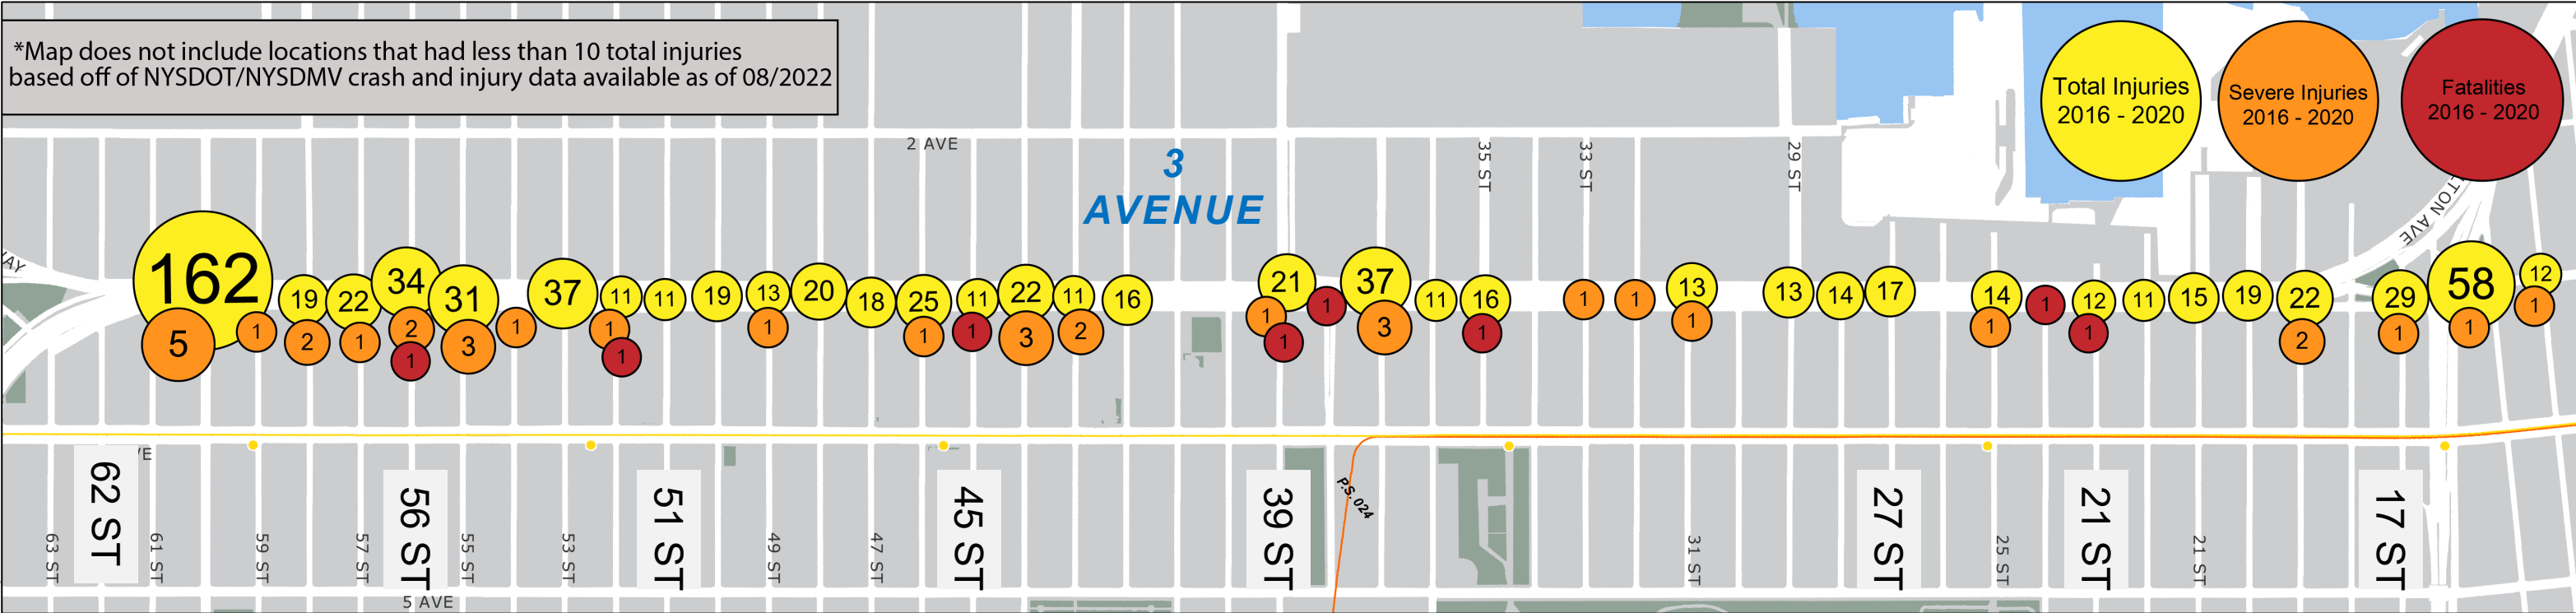 *Map does not include locations that had less than 10 total injuries
based off of NYSDOT/NYSDMV crash and injury data available as of 08/2022
Total Injuries
2016 - 2020
Severe Injuries
2016 - 2020
Fatalities
2016 - 2020
2 AVE
3
AVENUE
35 ST
33 ST
29 ST
LTON AVE
WAY
162
5
1
19
2
22
1
34
2
1
31
3
1
37
11
1
1
11
19
13
1
20
18
25
1
11
1
22
3
11
2
16
21
1
1
1
37
3
11
16
1
1
1
13
1
13
14
17
14
1
1
12
1
11
15
19
22
2
29
1
58
1
12
1
VE
62 ST
56 ST
51 ST
45 ST
39 ST
P.S. 024
27 ST
21 ST
17 ST
63 ST
61 ST
59 ST
57 ST
55 ST
53 ST
49 ST
47 ST
31 ST
25 ST
21 ST
5 AVE